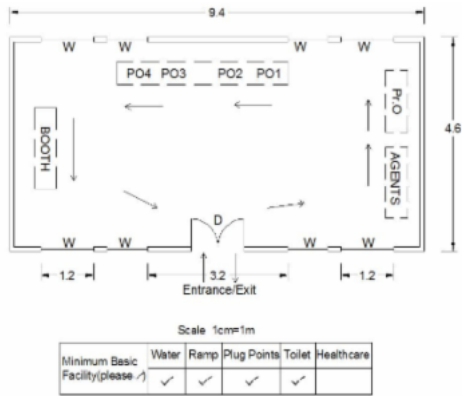 9.4
W W W W
PO4 PO3 PO2 PO1
Pr.O
4.6
BOOTH
AGENTS
D
W W W W
1.2 3.2 1.2
Entrance/Exit
Scale 1cm=1m
Minimum Basic Facility(please ✓) Water Ramp Plug Points Toilet Healthcare
✓ ✓ ✓ ✓